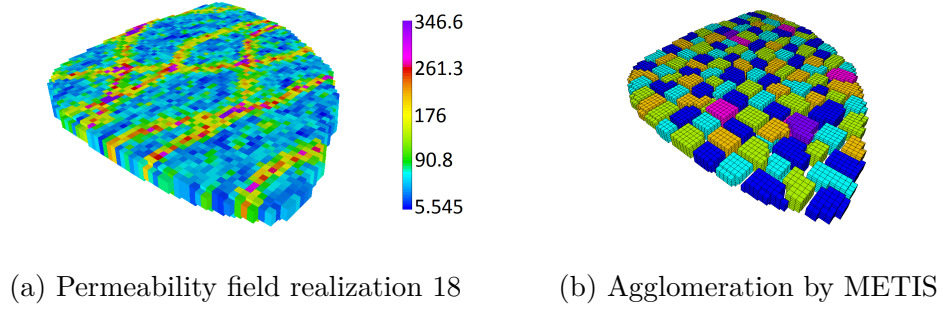 346.6
261.3
176
90.8
5.545
(a) Permeability field realization 18
(b) Agglomeration by METIS